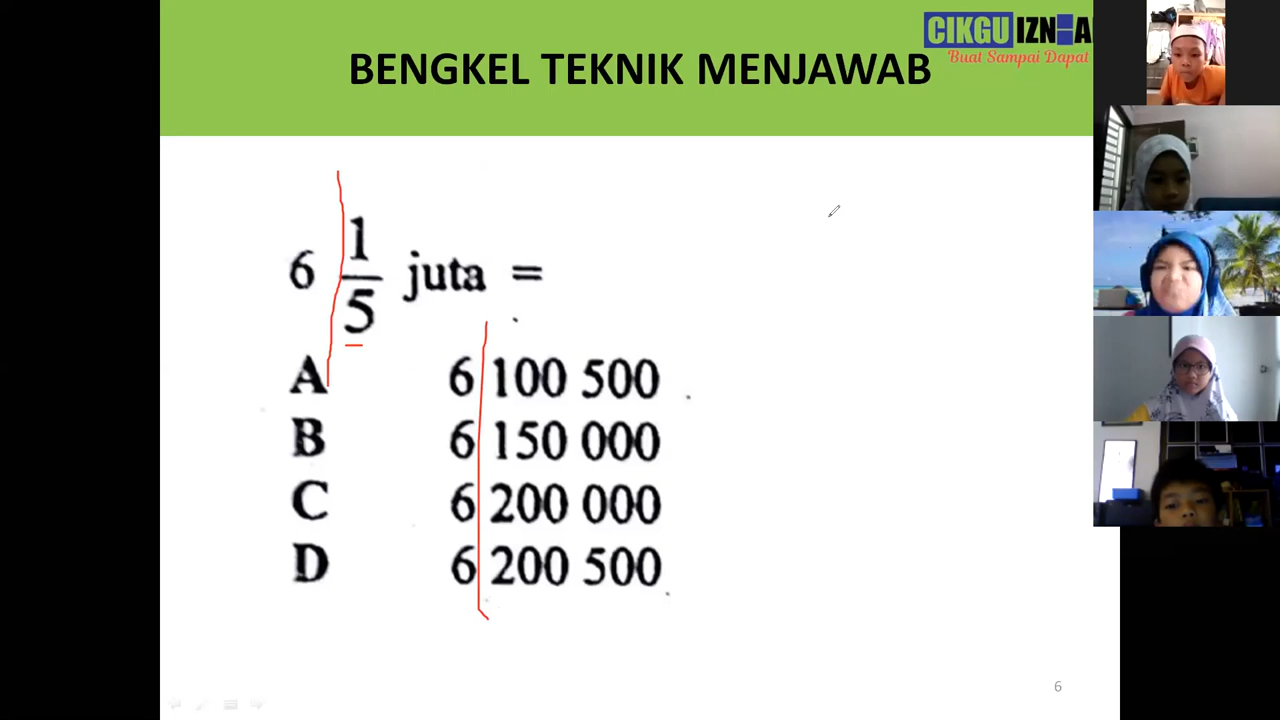 CIKGU IZN
Buat Sampai Dapat
BENGKEL TEKNIK MENJAWAB
6 1/5 juta =
A 6 100 500
B 6 150 000
C 6 200 000
D 6 200 500
6